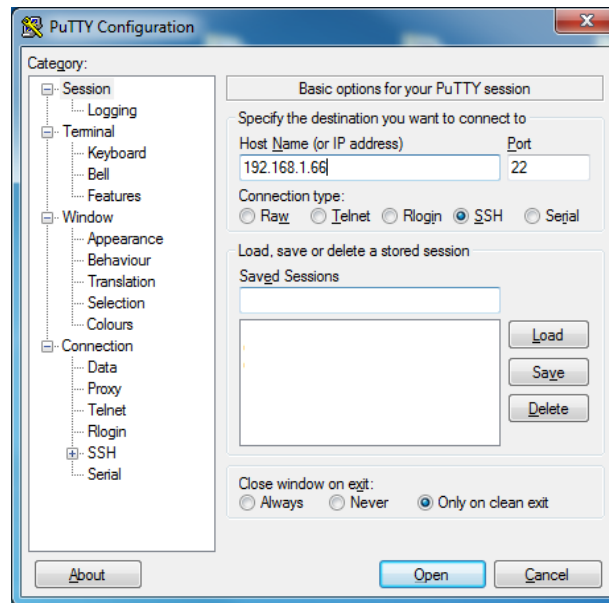 PuTTY Configuration
Category:
Session
Logging
Terminal
Keyboard
Bell
Features
Window
Appearance
Behaviour
Translation
Selection
Colours
Connection
Data
Proxy
Telnet
Rlogin
SSH
Serial
Basic options for your PuTTY session
Specify the destination you want to connect to
Host Name (or IP address) Port
192.168.1.66 22
Connection type:
Raw Telnet Rlogin SSH Serial
Load, save or delete a stored session
Saved Sessions
Load
Save
Delete
Close window on exit:
Always Never Only on clean exit
About Open Cancel